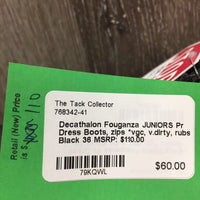 Retail (New) Price
is $ 110
The Tack Collector
768342-41
Decathalon Fouganza JUNIORS Pr
Dress Boots, zips *vgc, v.dirty, rubs
Black 36 MSRP: $110.00
79KQWL
$60.00